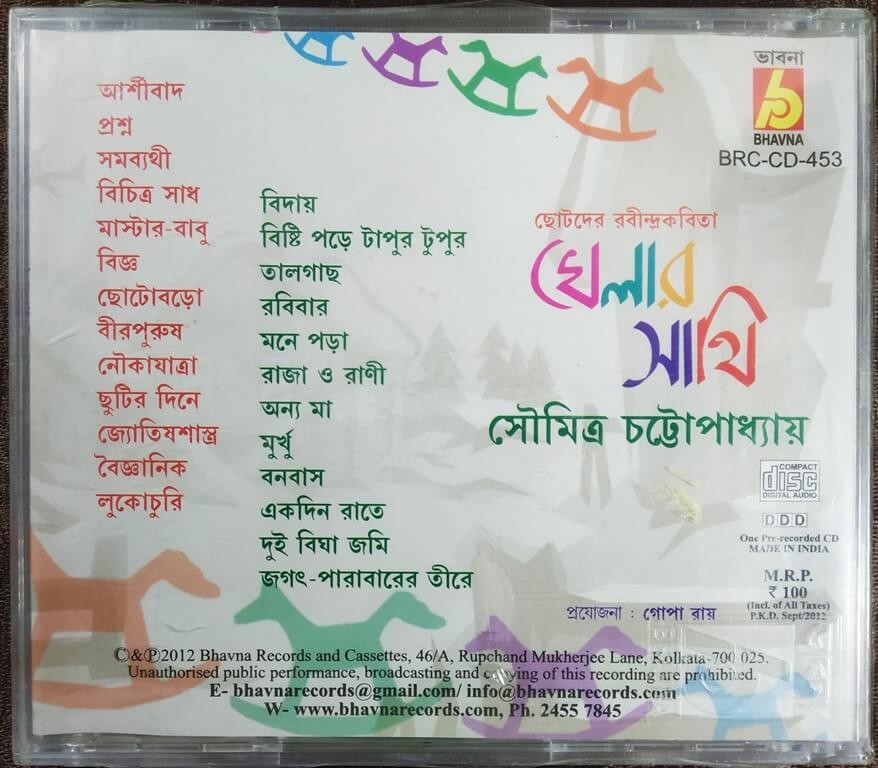 আশীবাদ
প্রশ্ন
সমব্যথী
বিচিত্র সাধ
মাস্টার-বাবু
বিজ্ঞ
ছোটোবড়ো
বীরপুরুষ
নৌকাযাত্রা
ছুটির দিনে
জ্যোতিষশাস্ত্র
বৈজ্ঞানিক
লুকোচুরি
বিদায়
বিষ্টি পড়ে টাপুর টুপুর
তালগাছ
রবিবার
মনে পড়া
রাজা ও রাণী
অন্য মা
মুর্খু
বনবাস
একদিন রাতে
দুই বিঘা জমি
জগৎ-পারাবারের তীরে
ভাবনা
BHAVNA
BRC-CD-453
ছোটদের রবীন্দ্রকবিতা
খেলার
সাথি
সৌমিত্র চট্টোপাধ্যায়
COMPACT
disc
DIGITAL AUDIO
DDD
One Pre-recorded CD
MADE IN INDIA
M.R.P.
₹ 100
(Incl. of All Taxes)
P.K.D. Sept/2012
প্রযোজনা : গোপা রায়
©&℗2012 Bhavna Records and Cassettes, 46/A, Rupchand Mukherjee Lane, Kolkata-700 025.
Unauthorised public performance, broadcasting and copying of this recording are prohibited.
E- bhavnarecords@gmail.com/ info@bhavnarecords.com
W- www.bhavnarecords.com, Ph. 2455 7845